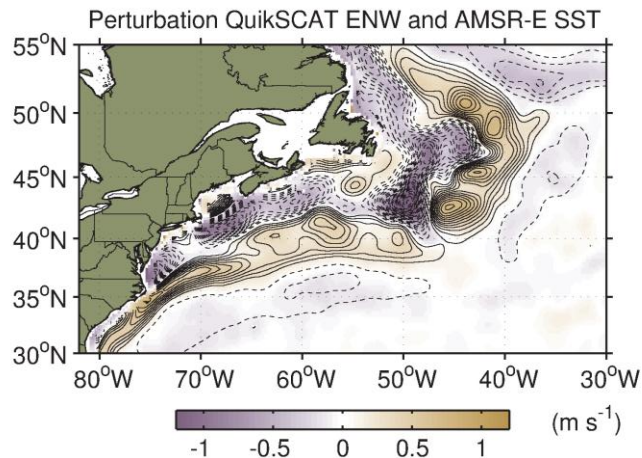 Perturbation QuikSCAT ENW and AMSR-E SST
55°N
50°N
45°N
40°N
35°N
30°N
80°W 70°W 60°W 50°W 40°W 30°W
-1 -0.5 0 0.5 1 (m s⁻¹)